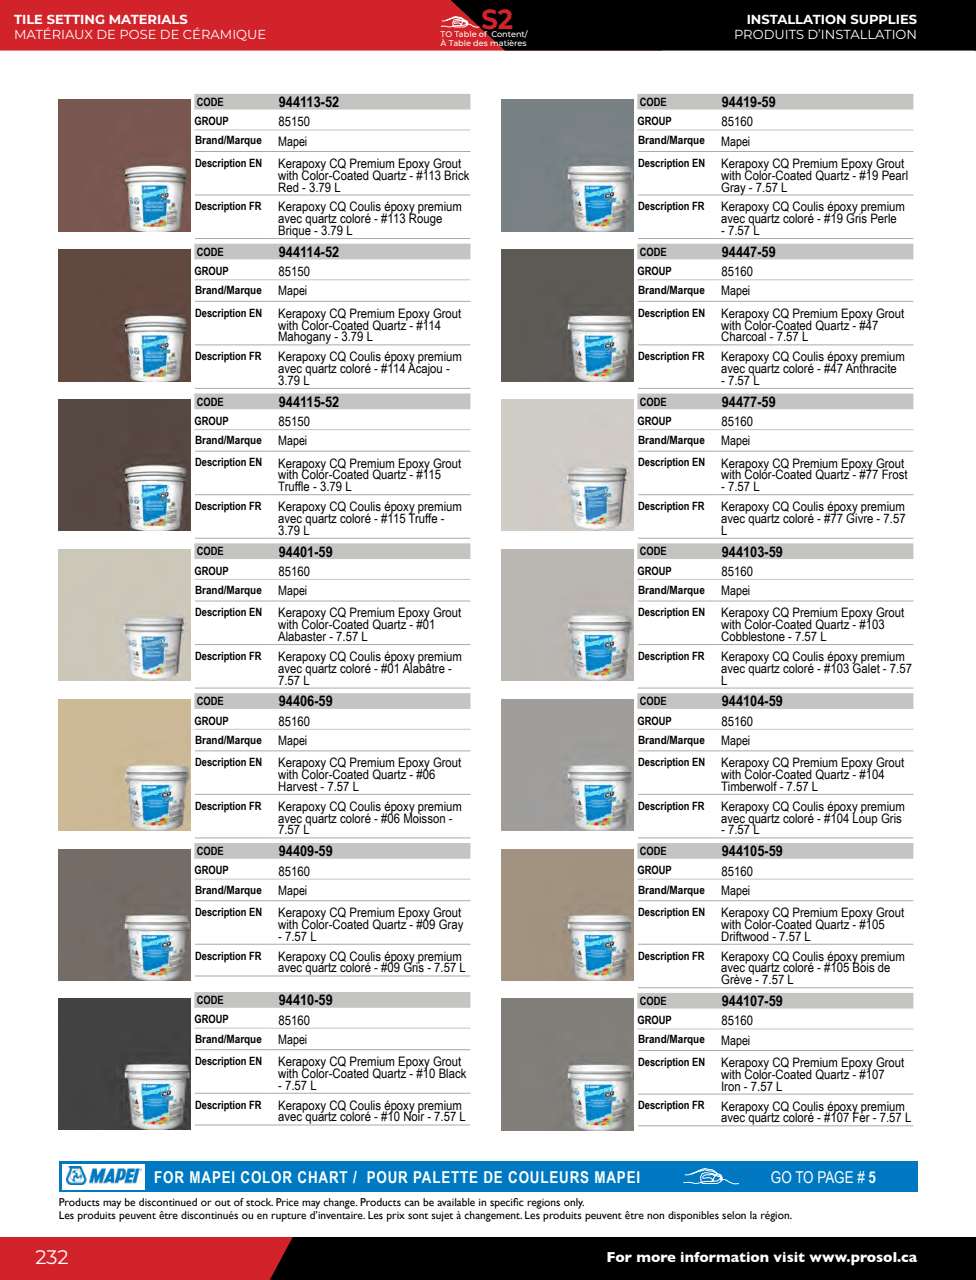 TILE SETTING MATERIALS
MATÉRIAUX DE POSE DE CÉRAMIQUE
S2
TO Table of Content/
À Table des matières
INSTALLATION SUPPLIES
PRODUITS D'INSTALLATION
CODE 944113-52
GROUP 85150
Brand/Marque Mapei
Description EN Kerapoxy CQ Premium Epoxy Grout
with Color-Coated Quartz - #113 Brick
Red - 3.79 L
Description FR Kerapoxy CQ Coulis époxy premium
avec quartz coloré - #113 Rouge
Brique - 3.79 L
CODE 944114-52
GROUP 85150
Brand/Marque Mapei
Description EN Kerapoxy CQ Premium Epoxy Grout
with Color-Coated Quartz - #114
Mahogany - 3.79 L
Description FR Kerapoxy CQ Coulis époxy premium
avec quartz coloré - #114 Acajou -
3.79 L
CODE 944115-52
GROUP 85150
Brand/Marque Mapei
Description EN Kerapoxy CQ Premium Epoxy Grout
with Color-Coated Quartz - #115
Truffle - 3.79 L
Description FR Kerapoxy CQ Coulis époxy premium
avec quartz coloré - #115 Truffe -
3.79 L
CODE 94401-59
GROUP 85160
Brand/Marque Mapei
Description EN Kerapoxy CQ Premium Epoxy Grout
with Color-Coated Quartz - #01
Alabaster - 7.57 L
Description FR Kerapoxy CQ Coulis époxy premium
avec quartz coloré - #01 Alabâtre -
7.57 L
CODE 94406-59
GROUP 85160
Brand/Marque Mapei
Description EN Kerapoxy CQ Premium Epoxy Grout
with Color-Coated Quartz - #06
Harvest - 7.57 L
Description FR Kerapoxy CQ Coulis époxy premium
avec quartz coloré - #06 Moisson -
7.57 L
CODE 94409-59
GROUP 85160
Brand/Marque Mapei
Description EN Kerapoxy CQ Premium Epoxy Grout
with Color-Coated Quartz - #09 Gray
- 7.57 L
Description FR Kerapoxy CQ Coulis époxy premium
avec quartz coloré - #09 Gris - 7.57 L
CODE 94410-59
GROUP 85160
Brand/Marque Mapei
Description EN Kerapoxy CQ Premium Epoxy Grout
with Color-Coated Quartz - #10 Black
- 7.57 L
Description FR Kerapoxy CQ Coulis époxy premium
avec quartz coloré - #10 Noir - 7.57 L
CODE 94419-59
GROUP 85160
Brand/Marque Mapei
Description EN Kerapoxy CQ Premium Epoxy Grout
with Color-Coated Quartz - #19 Pearl
Gray - 7.57 L
Description FR Kerapoxy CQ Coulis époxy premium
avec quartz coloré - #19 Gris Perle
- 7.57 L
CODE 94447-59
GROUP 85160
Brand/Marque Mapei
Description EN Kerapoxy CQ Premium Epoxy Grout
with Color-Coated Quartz - #47
Charcoal - 7.57 L
Description FR Kerapoxy CQ Coulis époxy premium
avec quartz coloré - #47 Anthracite
- 7.57 L
CODE 94477-59
GROUP 85160
Brand/Marque Mapei
Description EN Kerapoxy CQ Premium Epoxy Grout
with Color-Coated Quartz - #77 Frost
- 7.57 L
Description FR Kerapoxy CQ Coulis époxy premium
avec quartz coloré - #77 Givre - 7.57
L
CODE 944103-59
GROUP 85160
Brand/Marque Mapei
Description EN Kerapoxy CQ Premium Epoxy Grout
with Color-Coated Quartz - #103
Cobblestone - 7.57 L
Description FR Kerapoxy CQ Coulis époxy premium
avec quartz coloré - #103 Galet - 7.57
L
CODE 944104-59
GROUP 85160
Brand/Marque Mapei
Description EN Kerapoxy CQ Premium Epoxy Grout
with Color-Coated Quartz - #104
Timberwolf - 7.57 L
Description FR Kerapoxy CQ Coulis époxy premium
avec quartz coloré - #104 Loup Gris
- 7.57 L
CODE 944105-59
GROUP 85160
Brand/Marque Mapei
Description EN Kerapoxy CQ Premium Epoxy Grout
with Color-Coated Quartz - #105
Driftwood - 7.57 L
Description FR Kerapoxy CQ Coulis époxy premium
avec quartz coloré - #105 Bois de
Grève - 7.57 L
CODE 944107-59
GROUP 85160
Brand/Marque Mapei
Description EN Kerapoxy CQ Premium Epoxy Grout
with Color-Coated Quartz - #107
Iron - 7.57 L
Description FR Kerapoxy CQ Coulis époxy premium
avec quartz coloré - #107 Fer - 7.57 L
MAPEI FOR MAPEI COLOR CHART / POUR PALETTE DE COULEURS MAPEI GO TO PAGE # 5
Products may be discontinued or out of stock. Price may change. Products can be available in specific regions only.
Les produits peuvent être discontinués ou en rupture d'inventaire. Les prix sont sujet à changement. Les produits peuvent être non disponibles selon la région.
232
For more information visit www.prosol.ca